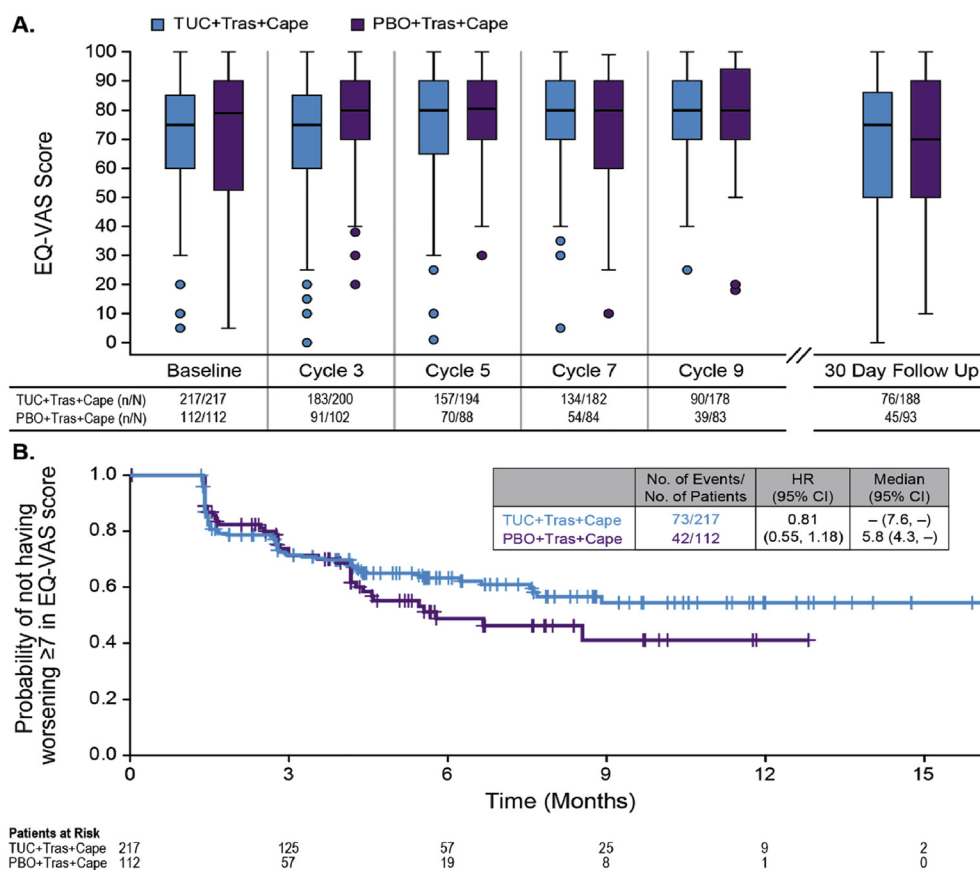 A.
TUC+Tras+Cape PBO+Tras+Cape
EQ-VAS Score
100
90
80
70
60
50
40
30
20
10
0
Baseline Cycle 3 Cycle 5 Cycle 7 Cycle 9 30 Day Follow Up
TUC+Tras+Cape (n/N) 217/217 183/200 157/194 134/182 90/178 76/188
PBO+Tras+Cape (n/N) 112/112 91/102 70/88 54/84 39/83 45/93
B.
Probability of not having
worsening ≥7 in EQ-VAS score
1.0
0.8
0.6
0.4
0.2
0.0
No. of Events/ HR Median
No. of Patients (95% CI) (95% CI)
TUC+Tras+Cape 73/217 0.81 – (7.6, –)
PBO+Tras+Cape 42/112 (0.55, 1.18) 5.8 (4.3, –)
0 3 6 9 12 15
Time (Months)
Patients at Risk
TUC+Tras+Cape 217 125 57 25 9 2
PBO+Tras+Cape 112 57 19 8 1 0